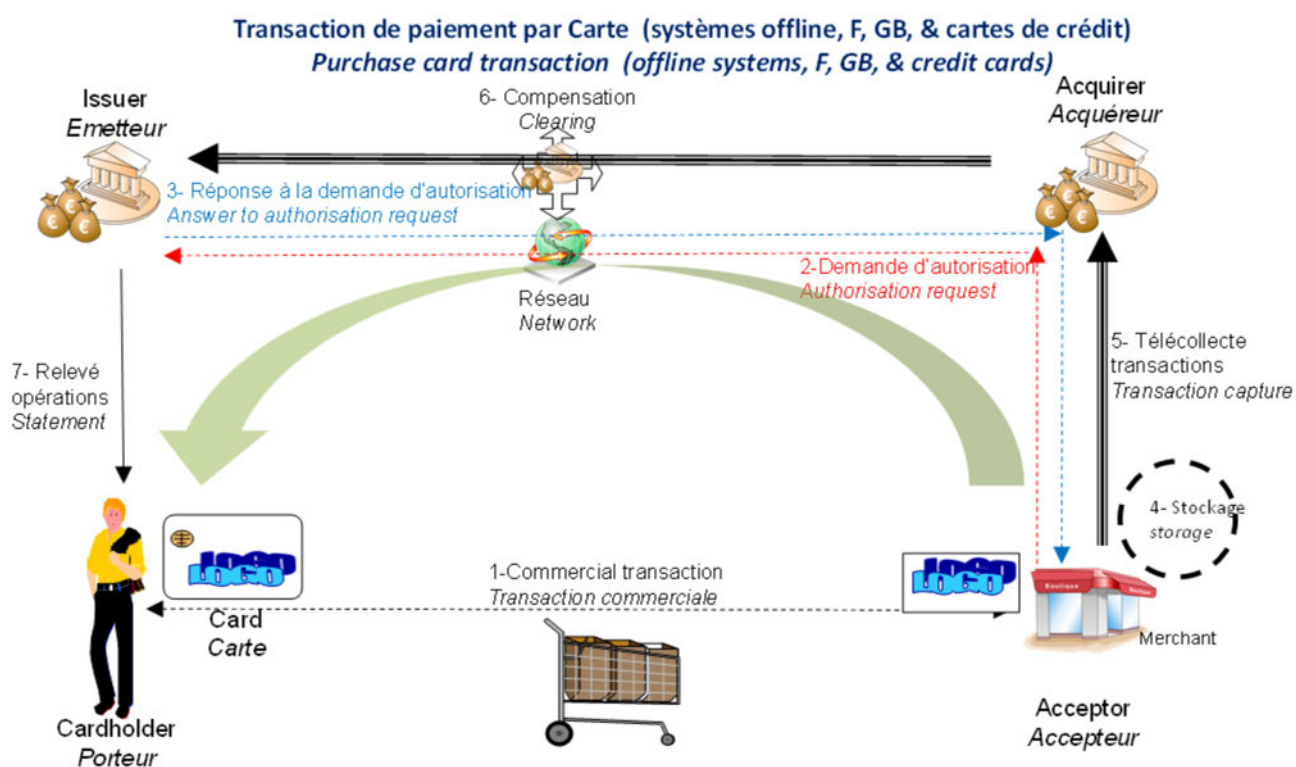 Transaction de paiement par Carte (systèmes offline, F, GB, & cartes de crédit)
Purchase card transaction (offline systems, F, GB, & credit cards)
Issuer
Emetteur
6- Compensation
Clearing
Acquirer
Acquéreur
3- Réponse à la demande d'autorisation
Answer to authorisation request
2-Demande d'autorisation
Authorisation request
Réseau
Network
5- Télécollecte
transactions
Transaction capture
7- Relevé
opérations
Statement
4- Stockage
storage
LOGO
LOGO
LOGO
LOGO
1-Commercial transaction
Transaction commerciale
Boutique
Boutique
Card
Carte
Merchant
Cardholder
Porteur
Acceptor
Accepteur